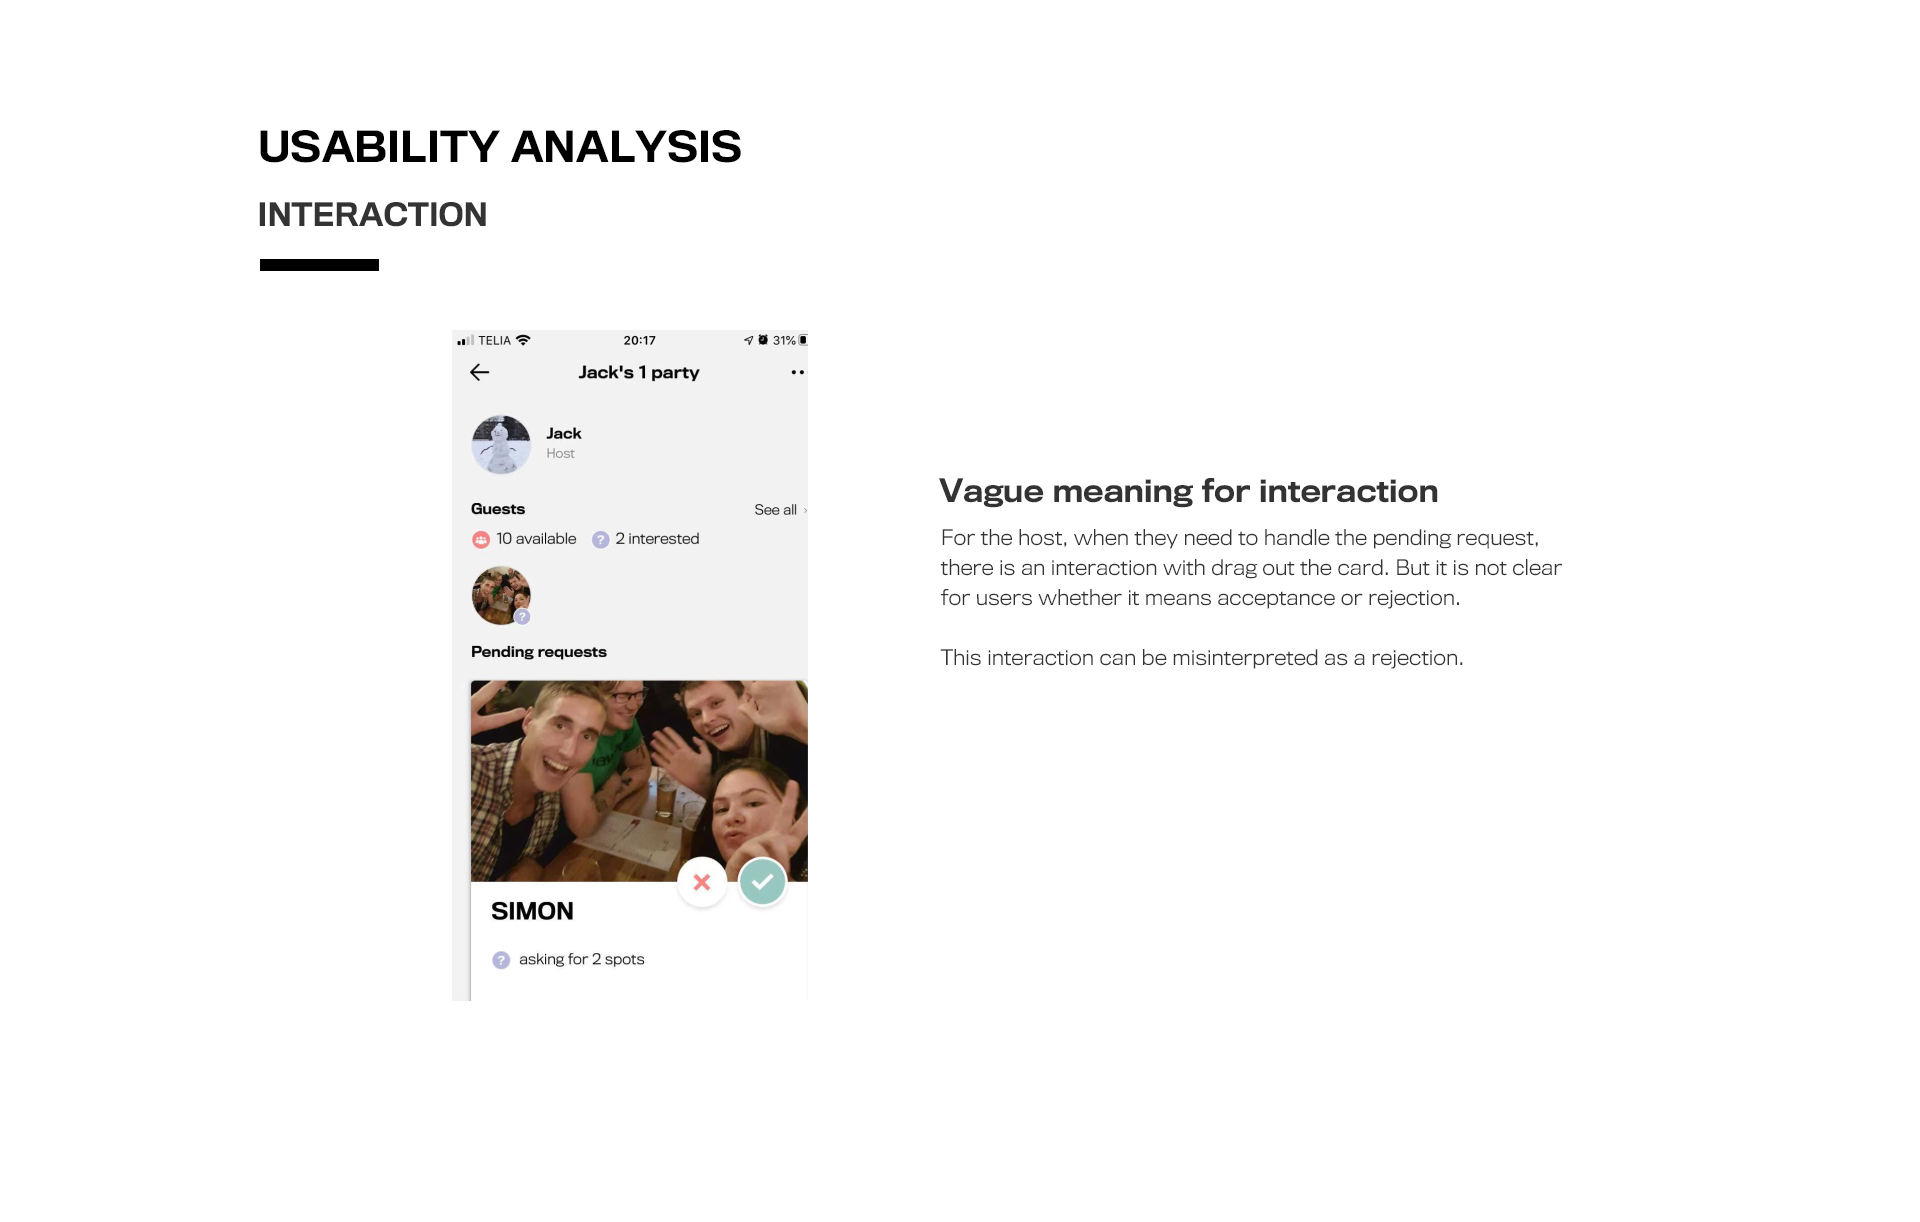 USABILITY ANALYSIS
INTERACTION
TELIA 20:17 31%
Jack's 1 party
Jack
Host
Guests See all
10 available ? 2 interested
?
Pending requests
SIMON
? asking for 2 spots
Vague meaning for interaction
For the host, when they need to handle the pending request,
there is an interaction with drag out the card. But it is not clear
for users whether it means acceptance or rejection.
This interaction can be misinterpreted as a rejection.